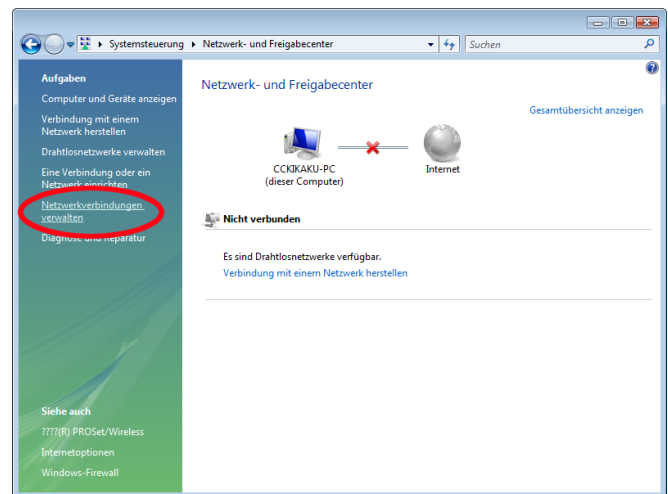 Systemsteuerung ▸ Netzwerk- und Freigabecenter
Suchen
Aufgaben
Computer und Geräte anzeigen
Verbindung mit einem
Netzwerk herstellen
Drahtlosnetzwerke verwalten
Eine Verbindung oder ein
Netzwerk einrichten
Netzwerkverbindungen
verwalten
Diagnose und Reparatur
Siehe auch
????(R) PROSet/Wireless
Internetoptionen
Windows-Firewall
Netzwerk- und Freigabecenter
Gesamtübersicht anzeigen
CCKIKAKU-PC
(dieser Computer)
Internet
Nicht verbunden
Es sind Drahtlosnetzwerke verfügbar.
Verbindung mit einem Netzwerk herstellen